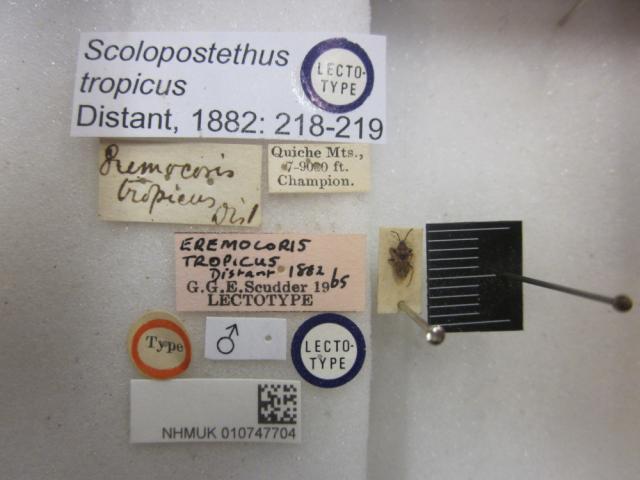 Scolopostethus
tropicus
Distant, 1882: 218-219
LECTO-
TYPE
Eremocoris
tropicus
Dist
Quiche Mts.,
7-9000 ft.
Champion.
EREMOCORIS
TROPICUS
Distant 1882
G.G.E.Scudder 1965
LECTOTYPE
Type
♂
LECTO-
TYPE
NHMUK 010747704